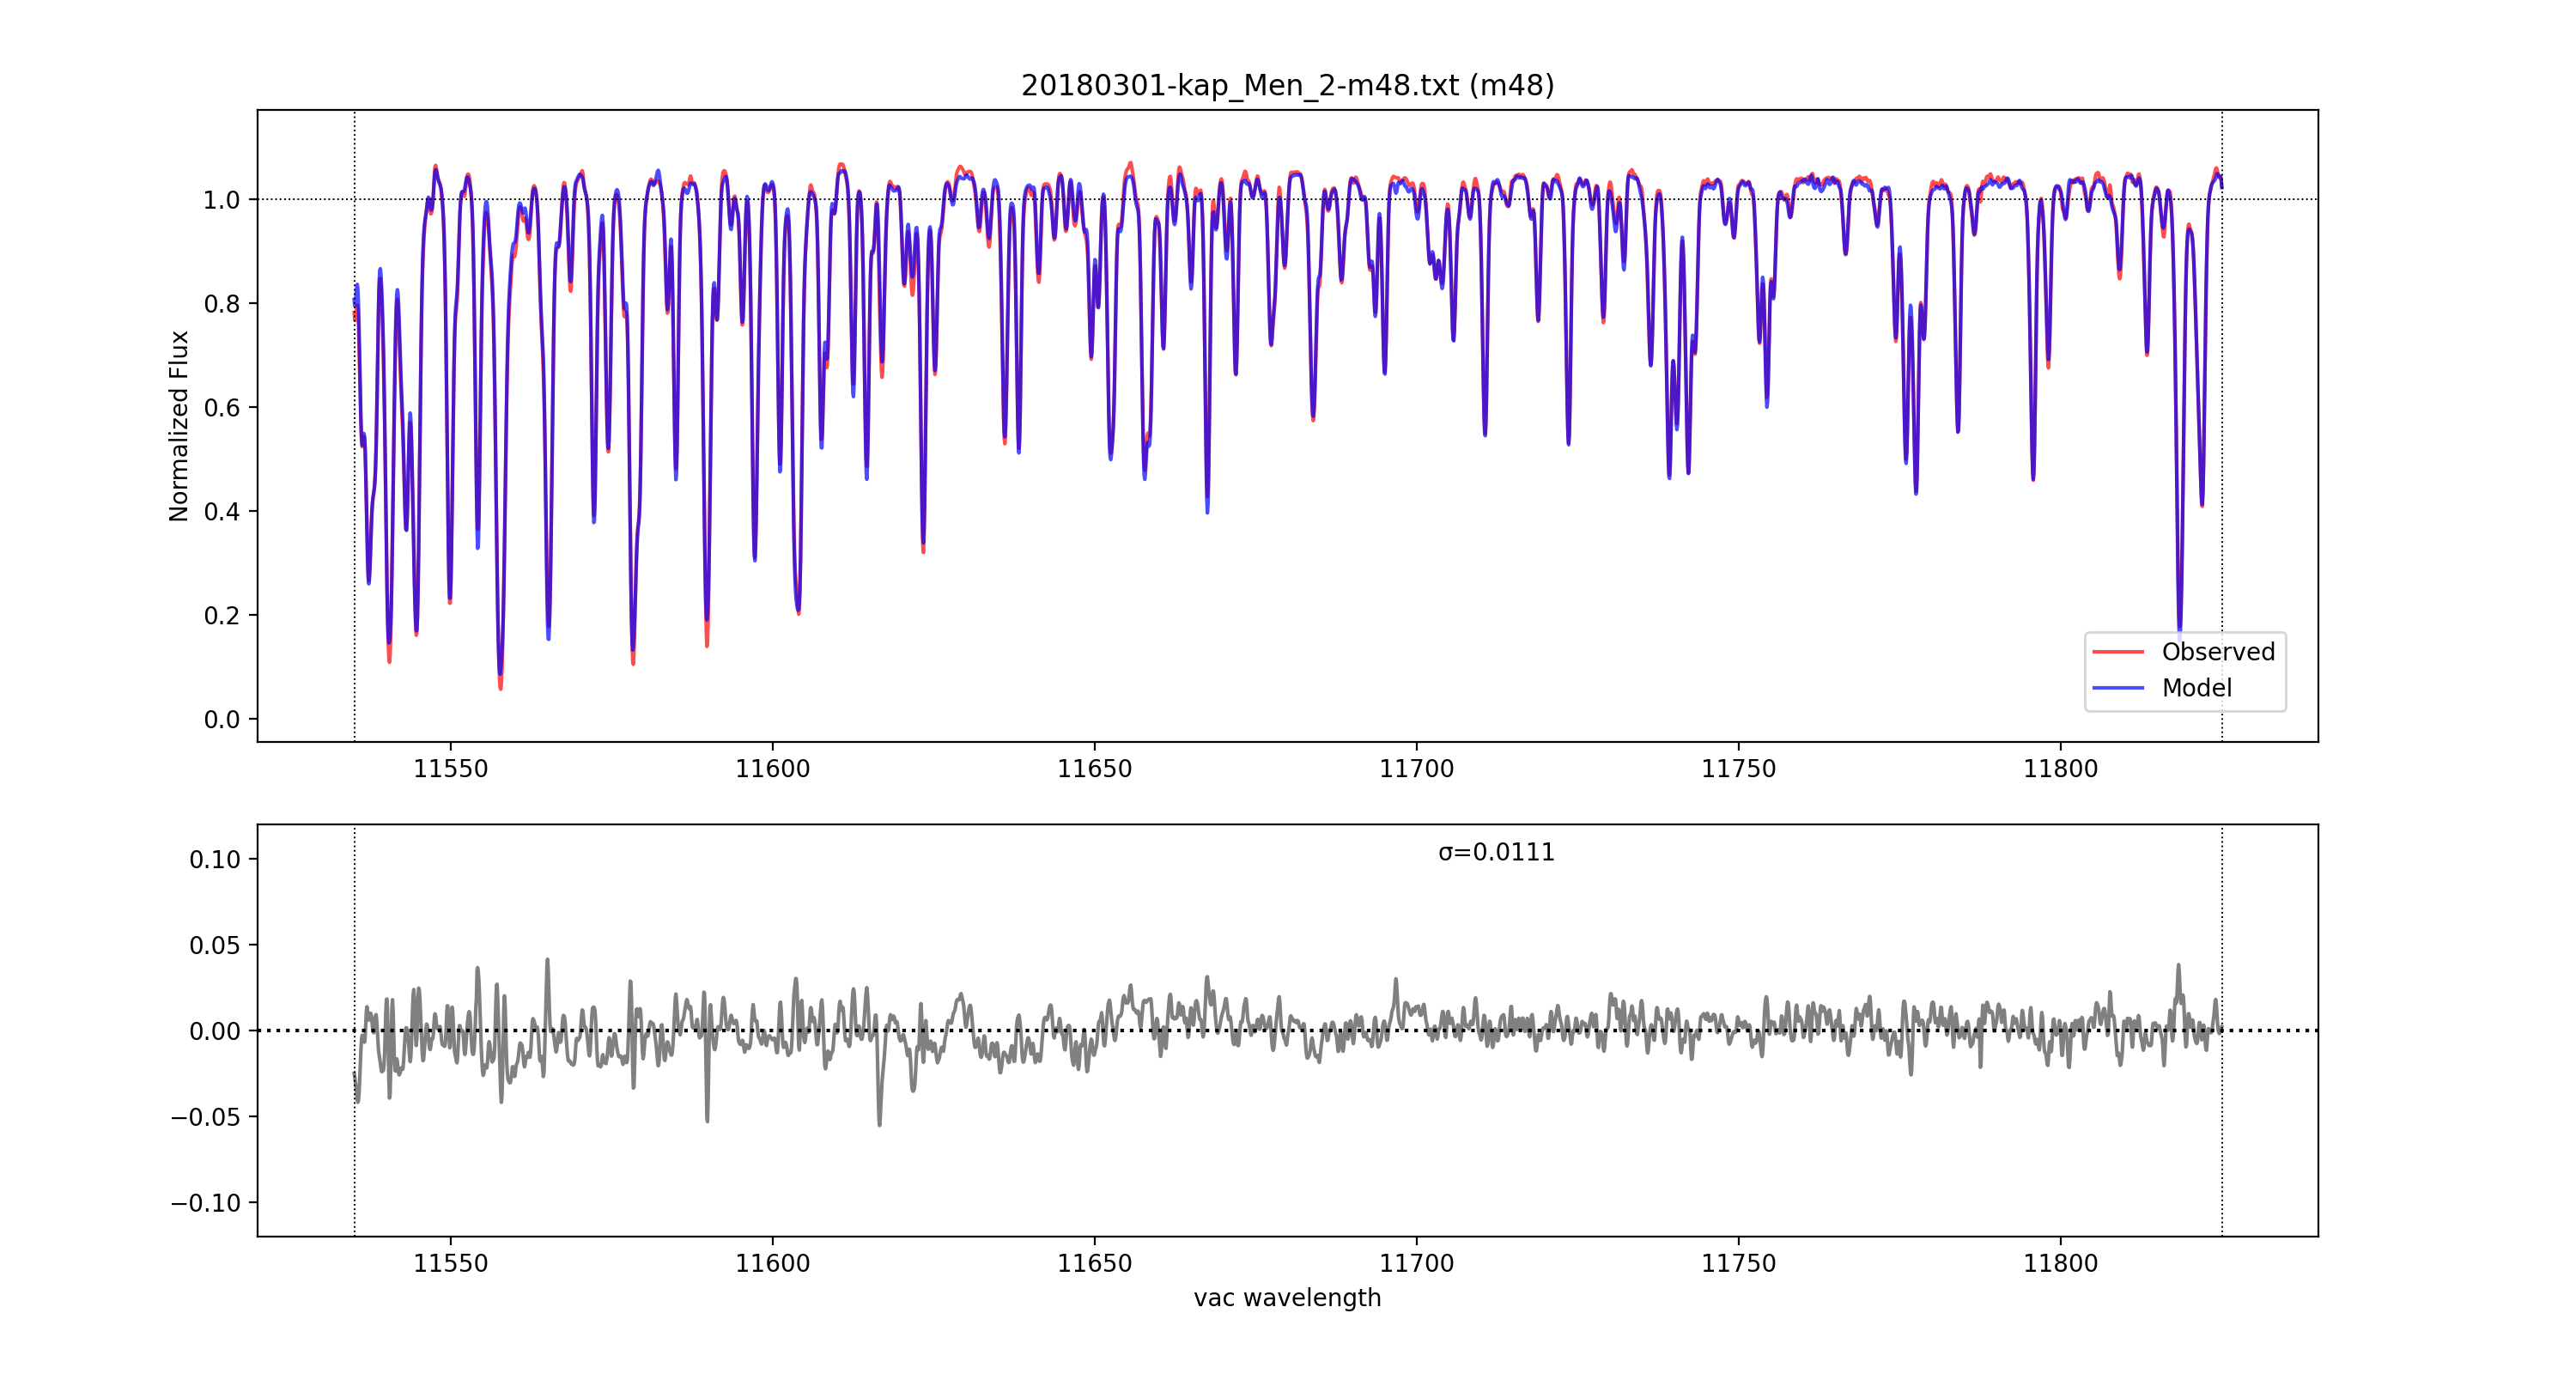 20180301-kap_Men_2-m48.txt (m48)
Normalized Flux
1.0
0.8
0.6
0.4
0.2
0.0
Observed
Model
11550 11600 11650 11700 11750 11800
σ=0.0111
0.10
0.05
0.00
−0.05
−0.10
11550 11600 11650 11700 11750 11800
vac wavelength